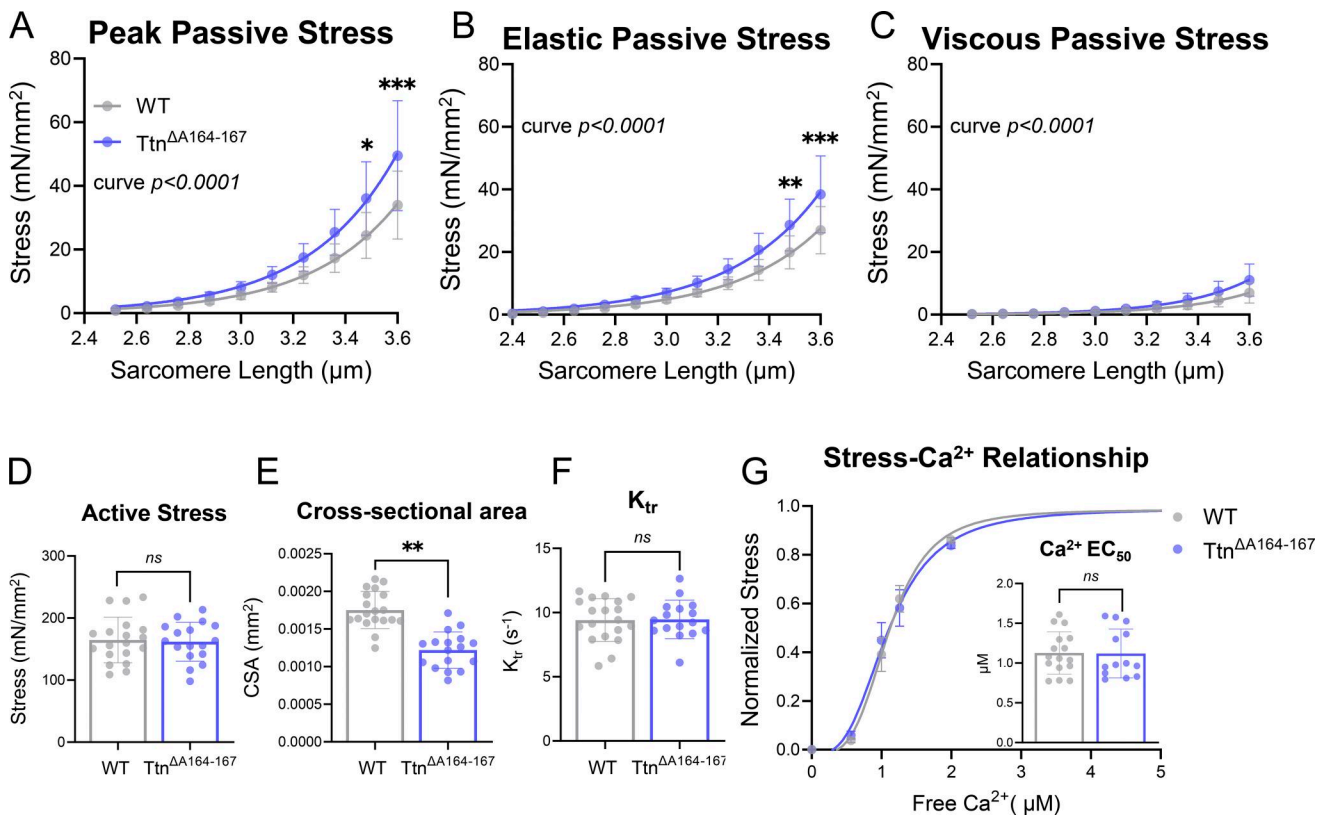 A Peak Passive Stress
80
60
40
20
0
Stress (mN/mm²)
WT
Ttn^ΔA164-167
curve p<0.0001
*
***
2.4 2.6 2.8 3.0 3.2 3.4 3.6
Sarcomere Length (µm)
B Elastic Passive Stress
80
60
40
20
0
Stress (mN/mm²)
curve p<0.0001
**
***
2.4 2.6 2.8 3.0 3.2 3.4 3.6
Sarcomere Length (µm)
C Viscous Passive Stress
80
60
40
20
0
Stress (mN/mm²)
curve p<0.0001
2.4 2.6 2.8 3.0 3.2 3.4 3.6
Sarcomere Length (µm)
D
Active Stress
ns
300
200
100
0
Stress (mN/mm²)
WT Ttn^ΔA164-167
E
Cross-sectional area
**
0.0025
0.0020
0.0015
0.0010
0.0005
0.0000
CSA (mm²)
WT Ttn^ΔA164-167
F
Ktr
ns
15
10
5
0
Ktr (s⁻¹)
WT Ttn^ΔA164-167
G Stress-Ca²⁺ Relationship
1.0
0.8
0.6
0.4
0.2
0.0
Normalized Stress
0 1 2 3 4 5
Free Ca²⁺( µM)
WT
Ttn^ΔA164-167
Ca²⁺ EC₅₀
ns
2.0
1.5
1.0
0.5
0.0
µM
WT Ttn^ΔA164-167